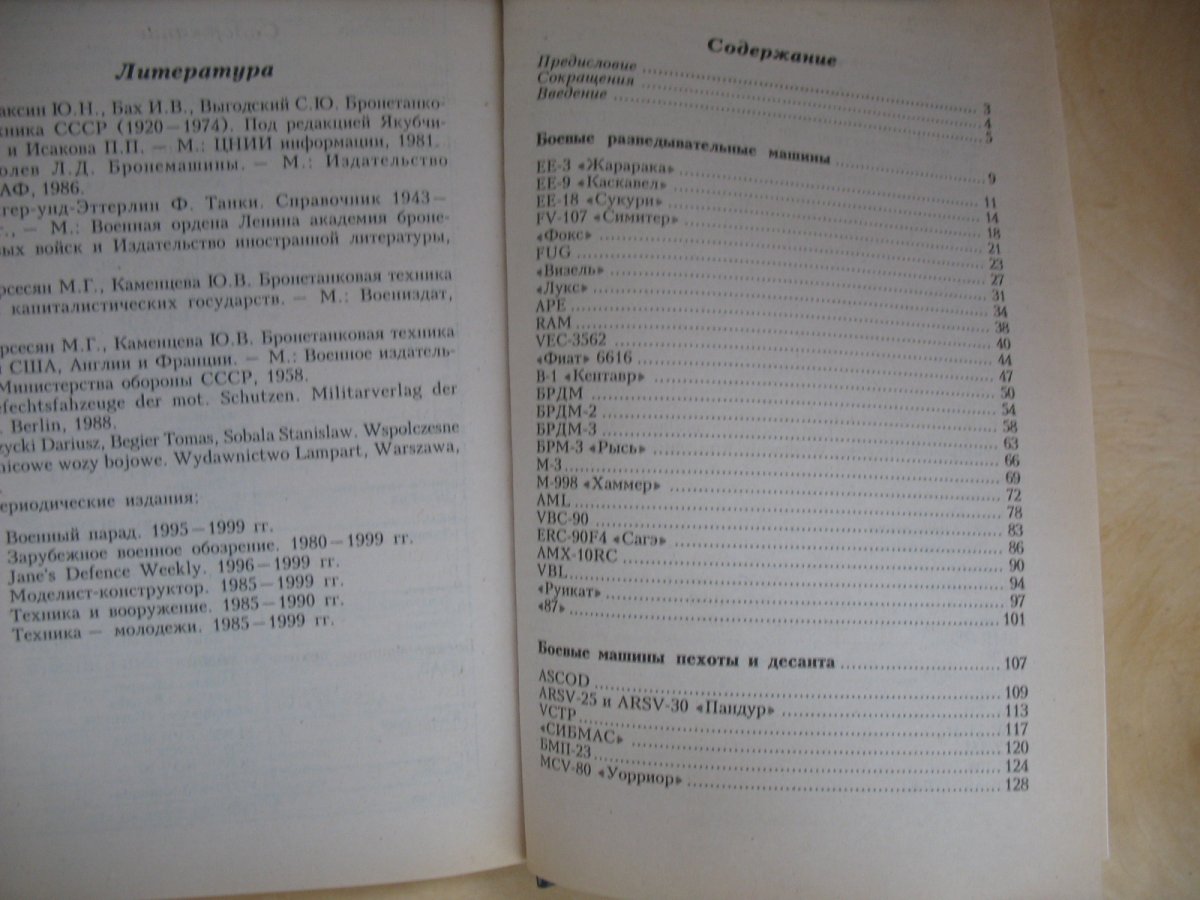 Литература
аксин Ю.Н., Бах И.В., Выгодский С.Ю. Бронетанко-
хника СССР (1920—1974). Под редакцией Якубчи-
и Исакова П.П. — М.: ЦНИИ информации, 1981.
олев Л.Д. Бронемашины. — М.: Издательство
АФ, 1986.
гер-унд-Эттерлин Ф. Танки. Справочник 1943—
г., — М.: Военная ордена Ленина академия броне-
вых войск и Издательство иностранной литературы,
рсесян М.Г., Каменцева Ю.В. Бронетанковая техника
капиталистических государств. — М.: Воениздат,
рсесян М.Г., Каменцева Ю.В. Бронетанковая техника
США, Англии и Франции. — М.: Военное издатель-
Министерства обороны СССР, 1958.
efechtsfahrzeuge der mot. Schutzen. Militarverlag der
. Berlin, 1988.
zycki Dariusz, Begier Tomas, Sobala Stanislaw. Wspolczesne
nicowe wozy bojowe. Wydawnictwo Lampart, Warszawa,
ериодические издания:
Военный парад. 1995—1999 гг.
Зарубежное военное обозрение. 1980—1999 гг.
Jane's Defence Weekly. 1996—1999 гг.
Моделист-конструктор. 1985—1999 гг.
Техника и вооружение. 1985—1990 гг.
Техника — молодежи. 1985—1999 гг.
Содержание
Предисловие 3
Сокращения 4
Введение 5
Боевые разведывательные машины 9
EE-3 «Жарарака» 11
EE-9 «Каскавел» 14
EE-18 «Сукури» 18
FV-107 «Симитер» 21
«Фокс» 23
FUG 27
«Визель» 31
«Лукс» 34
APE 38
RAM 40
VEC-3562 44
«Фиат» 6616 47
B-1 «Кентавр» 50
БРДМ 54
БРДМ-2 58
БРДМ-3 63
БРМ-3 «Рысь» 66
М-3 69
М-998 «Хаммер» 72
AML 78
VBC-90 83
ERC-90F4 «Сагэ» 86
AMX-10RC 90
VBL 94
«Руикат» 97
«87» 101
Боевые машины пехоты и десанта 107
ASCOD 109
ARSV-25 и ARSV-30 «Пандур» 113
VCTP 117
«СИБМАС» 120
БМП-23 124
MCV-80 «Уорриор» 128